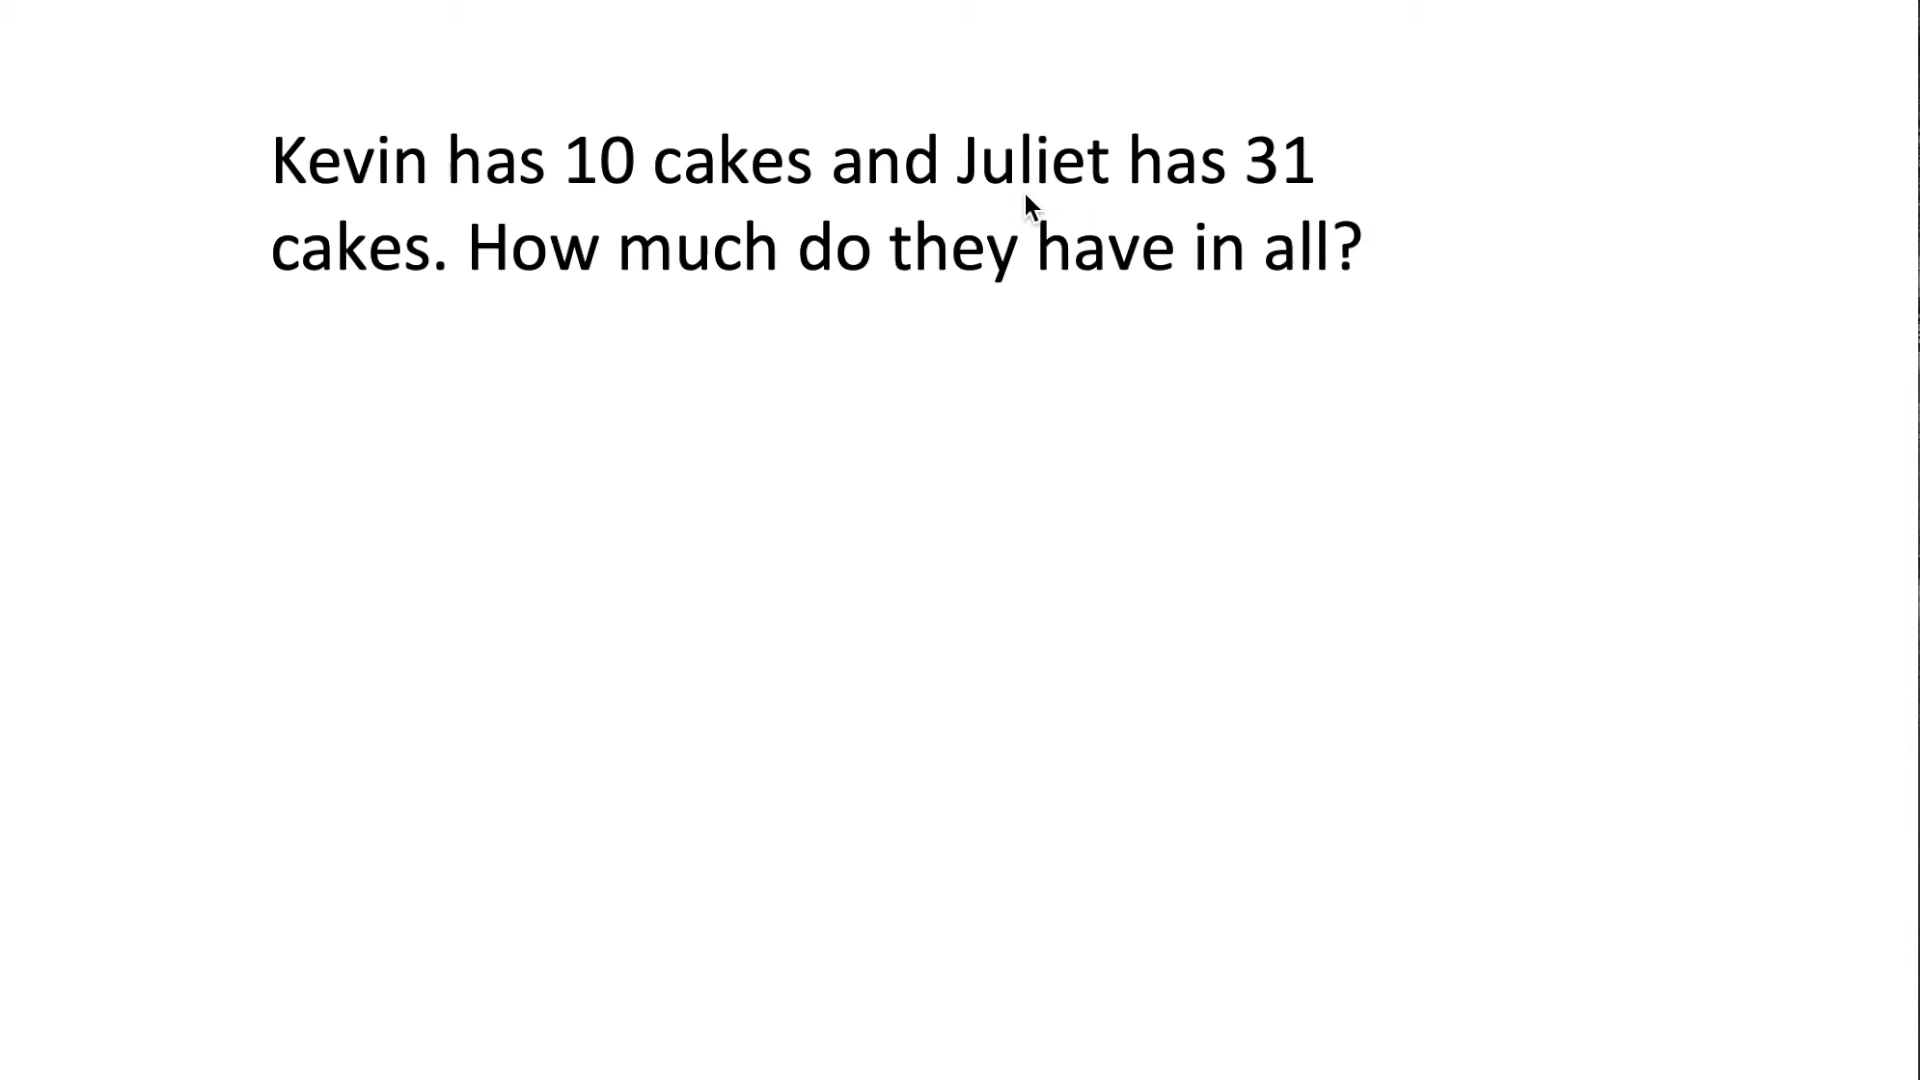 Kevin has 10 cakes and Juliet has 31
cakes. How much do they have in all?